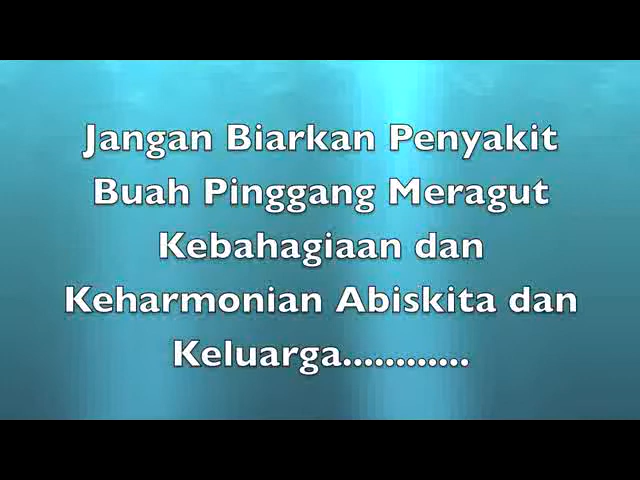 Jangan Biarkan Penyakit
Buah Pinggang Meragut
Kebahagiaan dan
Keharmonian Abiskita dan
Keluarga............